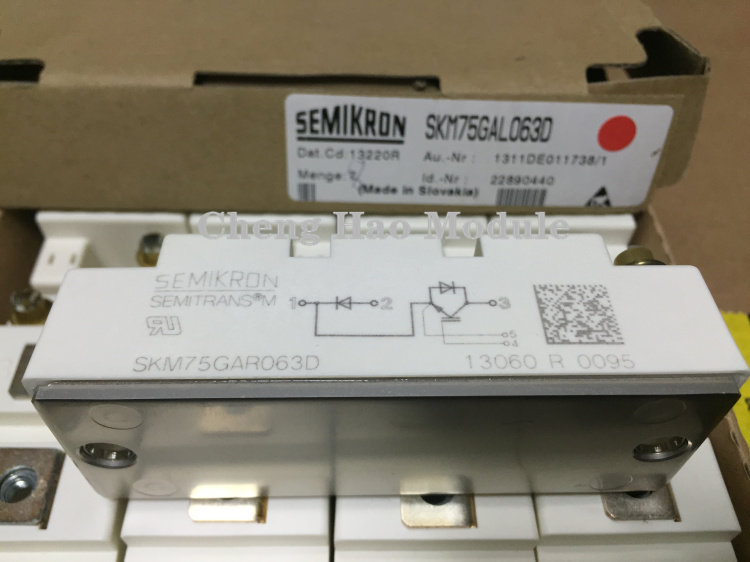 SEMIKRON SKM75GAL063D
Dat.Cd:13220R Au.-Nr : 1311DE011738/1
Menge: Id.-Nr : 22890440
(Made in Slovakia)
Cheng Hao Module
SEMIKRON
SEMITRANS®M
1 2 3
5
4
SKM75GAR063D 13060 R 0095